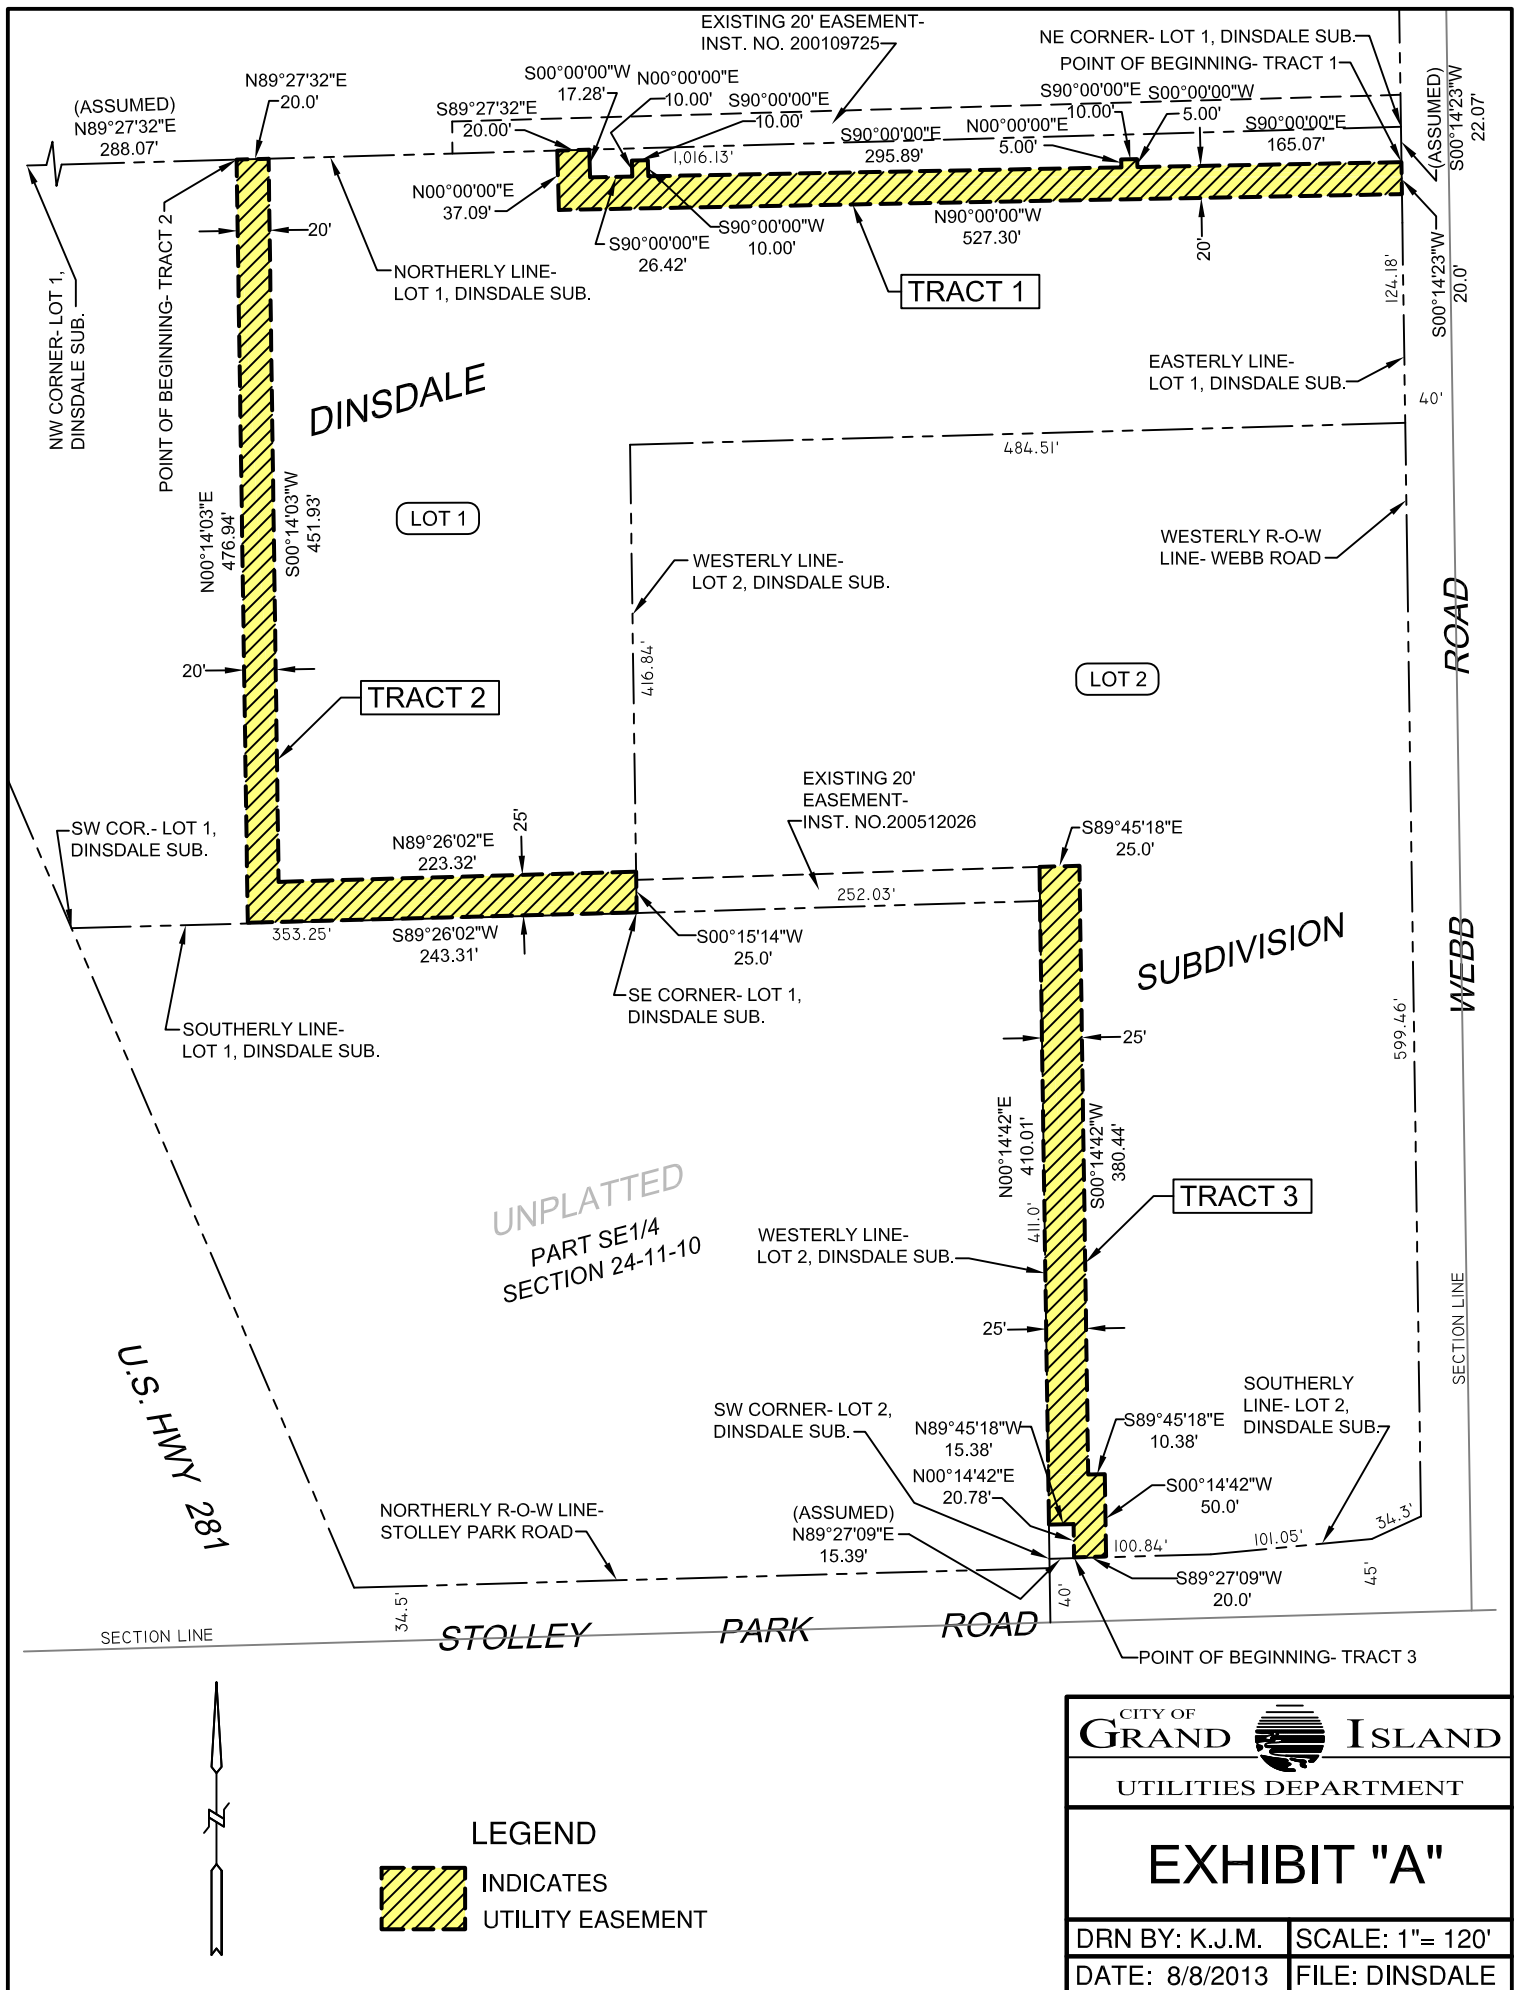 EXISTING 20' EASEMENT-
INST. NO. 200109725
NE CORNER- LOT 1, DINSDALE SUB.
POINT OF BEGINNING- TRACT 1
(ASSUMED)
S00°14'23"W
22.07'
(ASSUMED)
N89°27'32"E
288.07'
N89°27'32"E
20.0'
S89°27'32"E
20.00'
S00°00'00"W
17.28'
N00°00'00"E
10.00'
S90°00'00"E
10.00'
1,016.13'
S90°00'00"E
295.89'
N00°00'00"E
5.00'
S90°00'00"E
10.00'
S00°00'00"W
5.00'
S90°00'00"E
165.07'
N00°00'00"E
37.09'
S90°00'00"E
26.42'
S90°00'00"W
10.00'
N90°00'00"W
527.30'
20'
S00°14'23"W
20.0'
124.18'
TRACT 1
NW CORNER- LOT 1,
DINSDALE SUB.
POINT OF BEGINNING- TRACT 2
20'
NORTHERLY LINE-
LOT 1, DINSDALE SUB.
EASTERLY LINE-
LOT 1, DINSDALE SUB.
40'
DINSDALE
484.51'
LOT 1
N00°14'03"E
476.94'
S00°14'03"W
451.93'
WESTERLY LINE-
LOT 2, DINSDALE SUB.
WESTERLY R-O-W
LINE- WEBB ROAD
416.84'
20'
TRACT 2
LOT 2
ROAD
WEBB
SW COR.- LOT 1,
DINSDALE SUB.
N89°26'02"E
223.32'
25'
EXISTING 20'
EASEMENT-
INST. NO.200512026
S89°45'18"E
25.0'
252.03'
353.25'
S89°26'02"W
243.31'
S00°15'14"W
25.0'
SUBDIVISION
SOUTHERLY LINE-
LOT 1, DINSDALE SUB.
SE CORNER- LOT 1,
DINSDALE SUB.
25'
599.46'
N00°14'42"E
410.01'
S00°14'42"W
380.44'
411.0'
TRACT 3
UNPLATTED
PART SE1/4
SECTION 24-11-10
WESTERLY LINE-
LOT 2, DINSDALE SUB.
25'
SECTION LINE
U.S. HWY 281
SW CORNER- LOT 2,
DINSDALE SUB.
N89°45'18"W
15.38'
S89°45'18"E
10.38'
SOUTHERLY
LINE- LOT 2,
DINSDALE SUB.
N00°14'42"E
20.78'
S00°14'42"W
50.0'
NORTHERLY R-O-W LINE-
STOLLEY PARK ROAD
(ASSUMED)
N89°27'09"E
15.39'
100.84'
101.05'
34.3'
S89°27'09"W
20.0'
45'
40'
34.5'
SECTION LINE
STOLLEY PARK ROAD
POINT OF BEGINNING- TRACT 3
LEGEND
INDICATES
UTILITY EASEMENT
CITY OF
GRAND ISLAND
UTILITIES DEPARTMENT
EXHIBIT "A"
DRN BY: K.J.M.
SCALE: 1"= 120'
DATE: 8/8/2013
FILE: DINSDALE